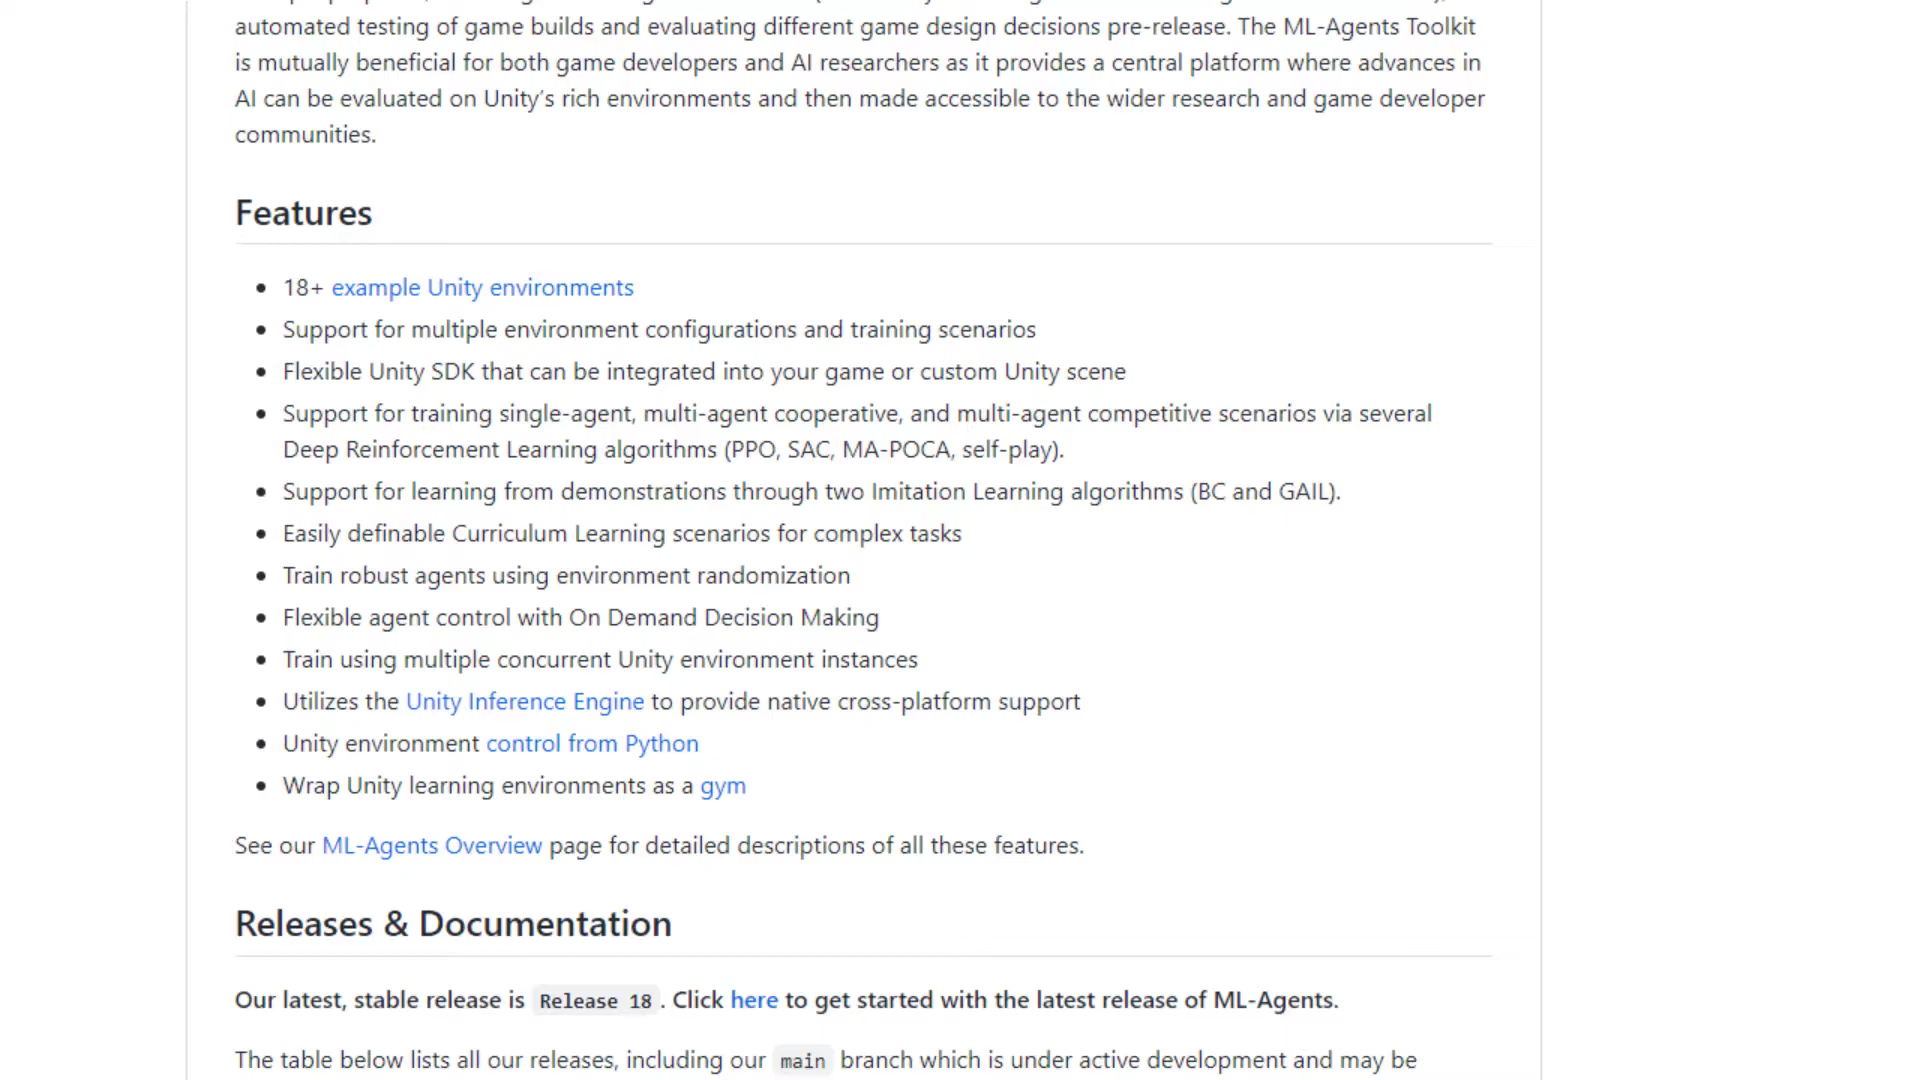 automated testing of game builds and evaluating different game design decisions pre-release. The ML-Agents Toolkit
is mutually beneficial for both game developers and AI researchers as it provides a central platform where advances in
AI can be evaluated on Unity’s rich environments and then made accessible to the wider research and game developer
communities.
Features
• 18+ example Unity environments
• Support for multiple environment configurations and training scenarios
• Flexible Unity SDK that can be integrated into your game or custom Unity scene
• Support for training single-agent, multi-agent cooperative, and multi-agent competitive scenarios via several
Deep Reinforcement Learning algorithms (PPO, SAC, MA-POCA, self-play).
• Support for learning from demonstrations through two Imitation Learning algorithms (BC and GAIL).
• Easily definable Curriculum Learning scenarios for complex tasks
• Train robust agents using environment randomization
• Flexible agent control with On Demand Decision Making
• Train using multiple concurrent Unity environment instances
• Utilizes the Unity Inference Engine to provide native cross-platform support
• Unity environment control from Python
• Wrap Unity learning environments as a gym
See our ML-Agents Overview page for detailed descriptions of all these features.
Releases & Documentation
Our latest, stable release is Release 18. Click here to get started with the latest release of ML-Agents.
The table below lists all our releases, including our main branch which is under active development and may be